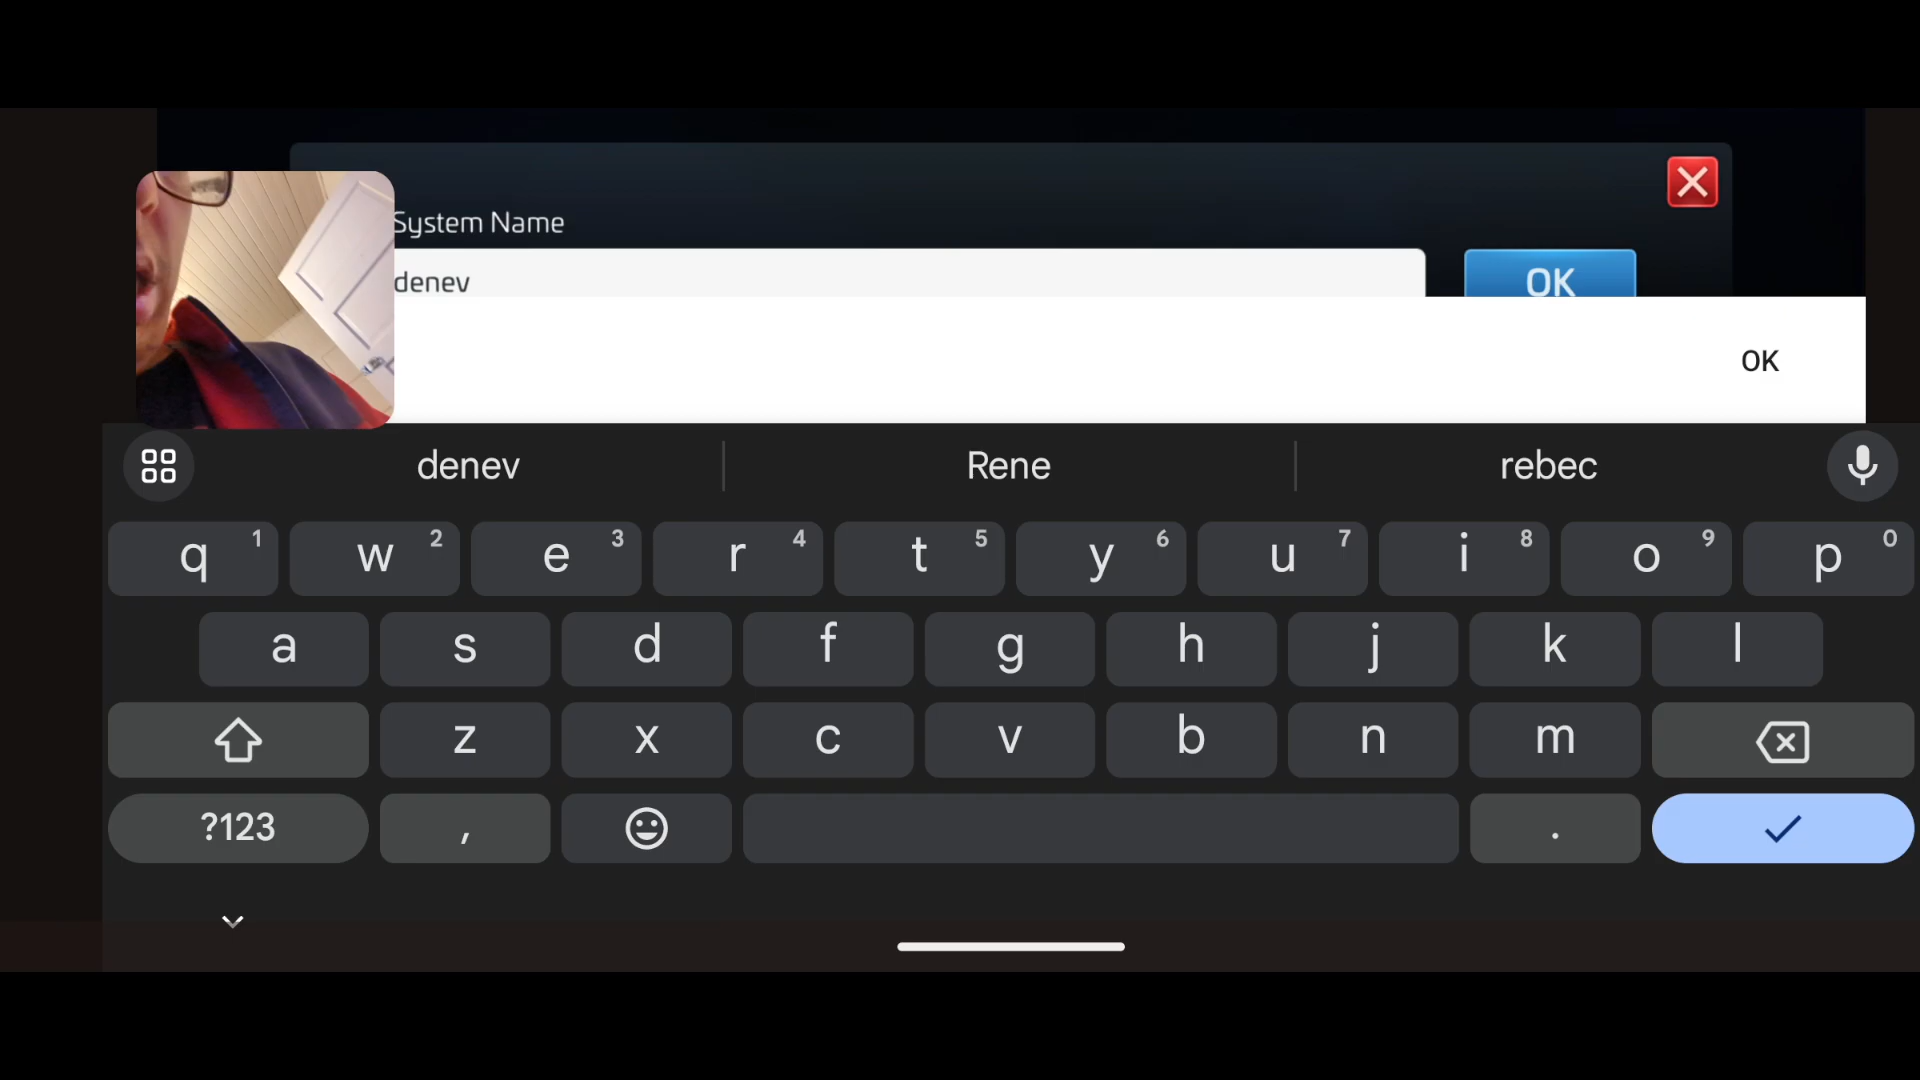 System Name
denev
OK
OK
denev Rene rebec
q 1 w 2 e 3 r 4 t 5 y 6 u 7 i 8 o 9 p 0
a s d f g h j k l
z x c v b n m
?123 , .